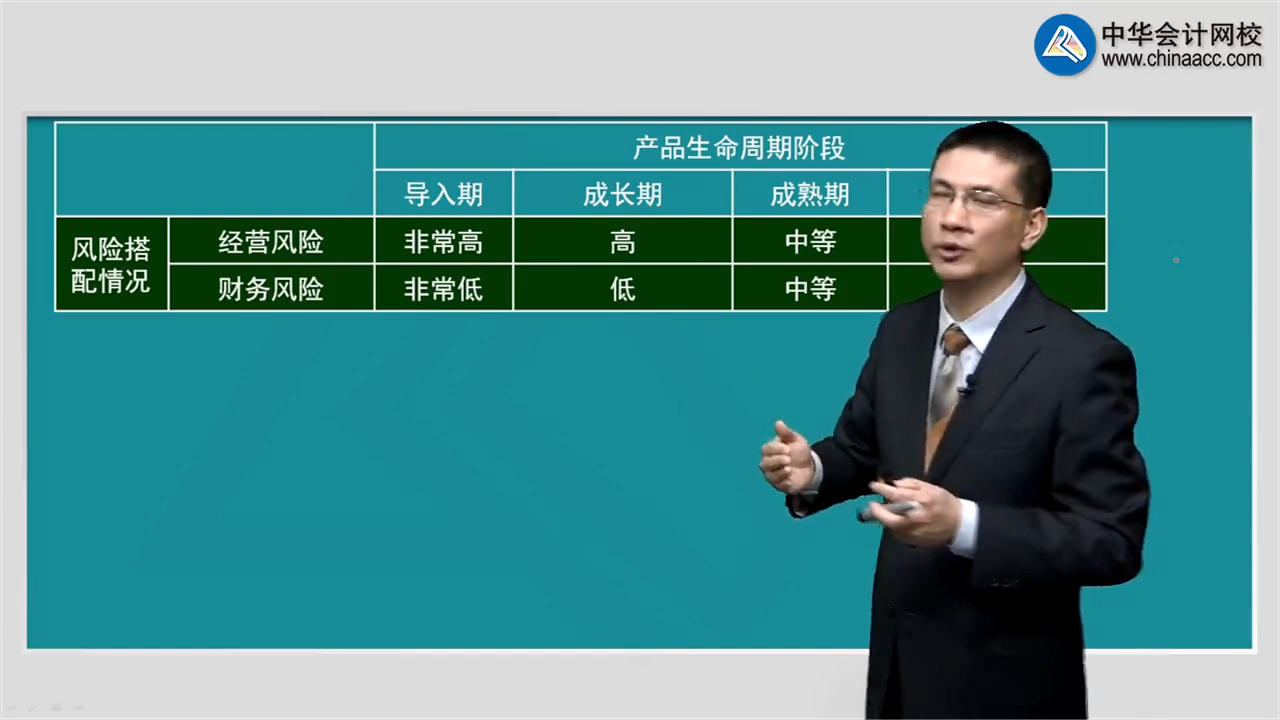 中华会计网校
www.chinaacc.com
产品生命周期阶段
导入期 成长期 成熟期
风险搭
配情况
经营风险 非常高 高 中等
财务风险 非常低 低 中等